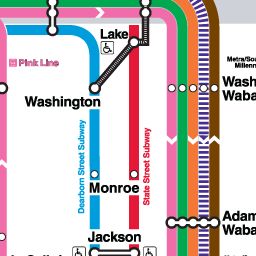 Lake
Pink Line
Metra/Sou
Millenn
Washington
Wash
Waba
Dearborn Street Subway
State Street Subway
Monroe
Adam
Waba
Jackson